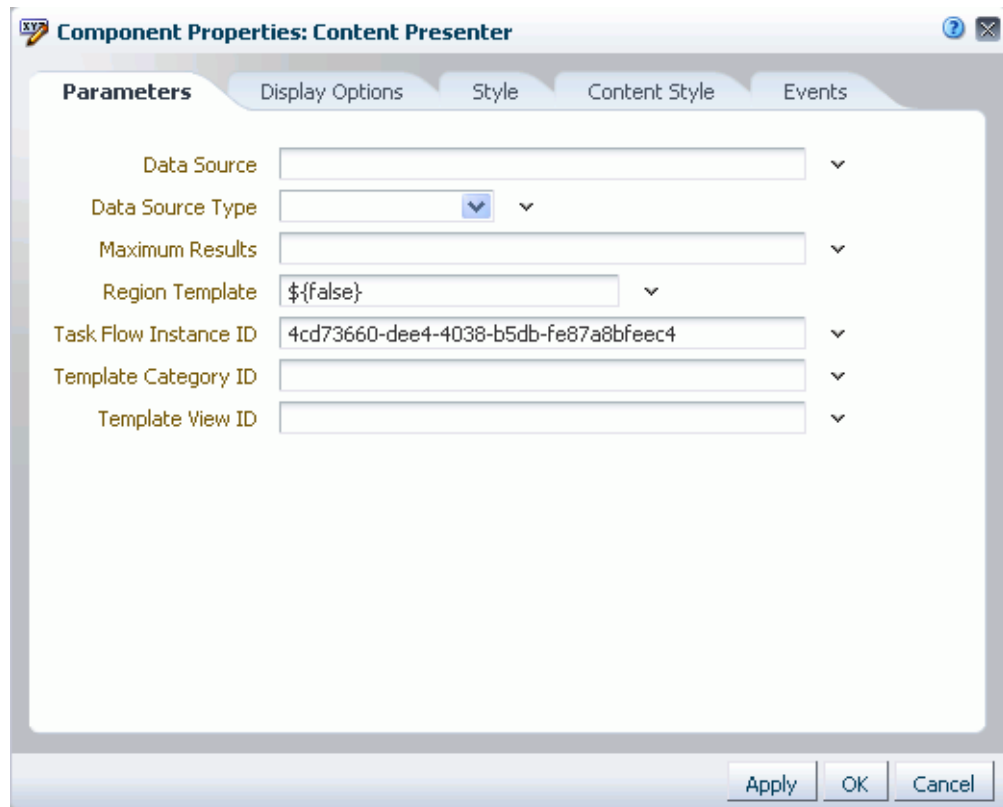 Component Properties: Content Presenter
Parameters Display Options Style Content Style Events
Data Source
Data Source Type
Maximum Results
Region Template ${false}
Task Flow Instance ID 4cd73660-dee4-4038-b5db-fe87a8bfeec4
Template Category ID
Template View ID
Apply OK Cancel